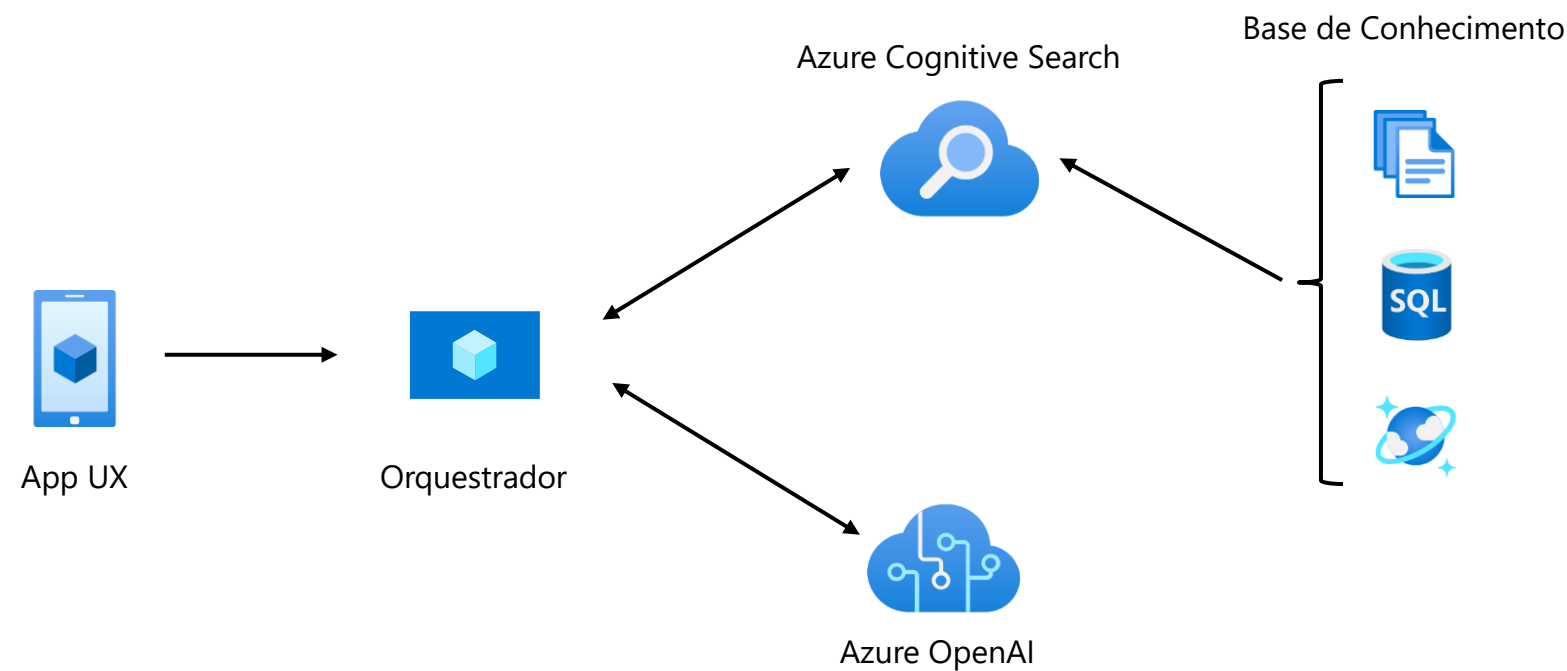 Base de Conhecimento
Azure Cognitive Search
SQL
App UX
Orquestrador
Azure OpenAI